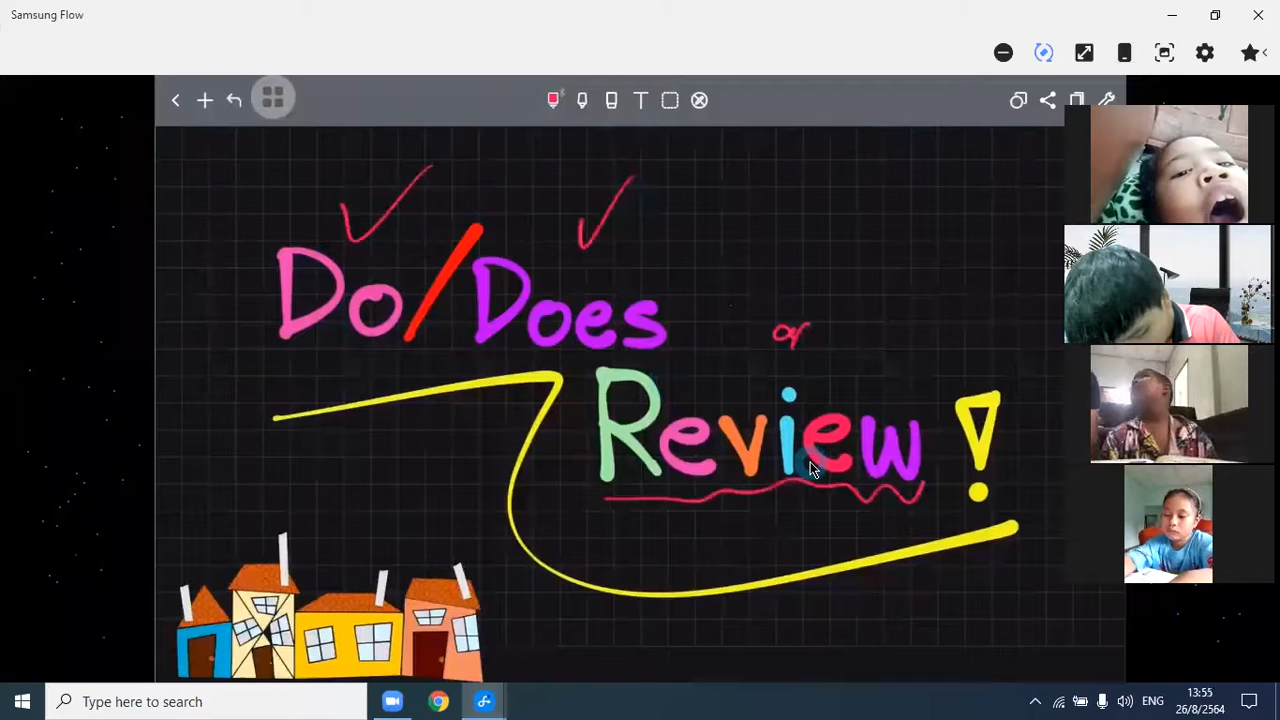 Samsung Flow
T
Do/Does
or
Review!
Type here to search
ENG
13:55
26/8/2564